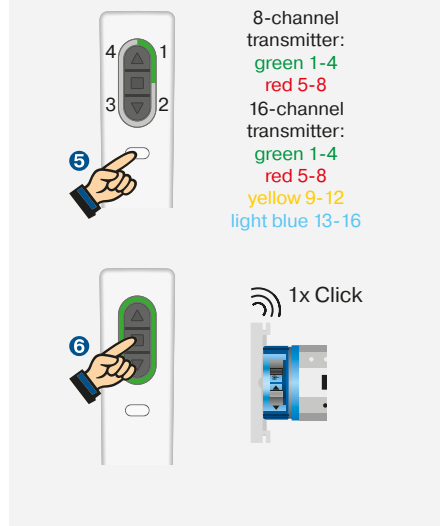 8-channel
transmitter:
green 1-4
red 5-8
16-channel
transmitter:
green 1-4
red 5-8
yellow 9-12
light blue 13-16
4 1
3 2
5
6
1x Click